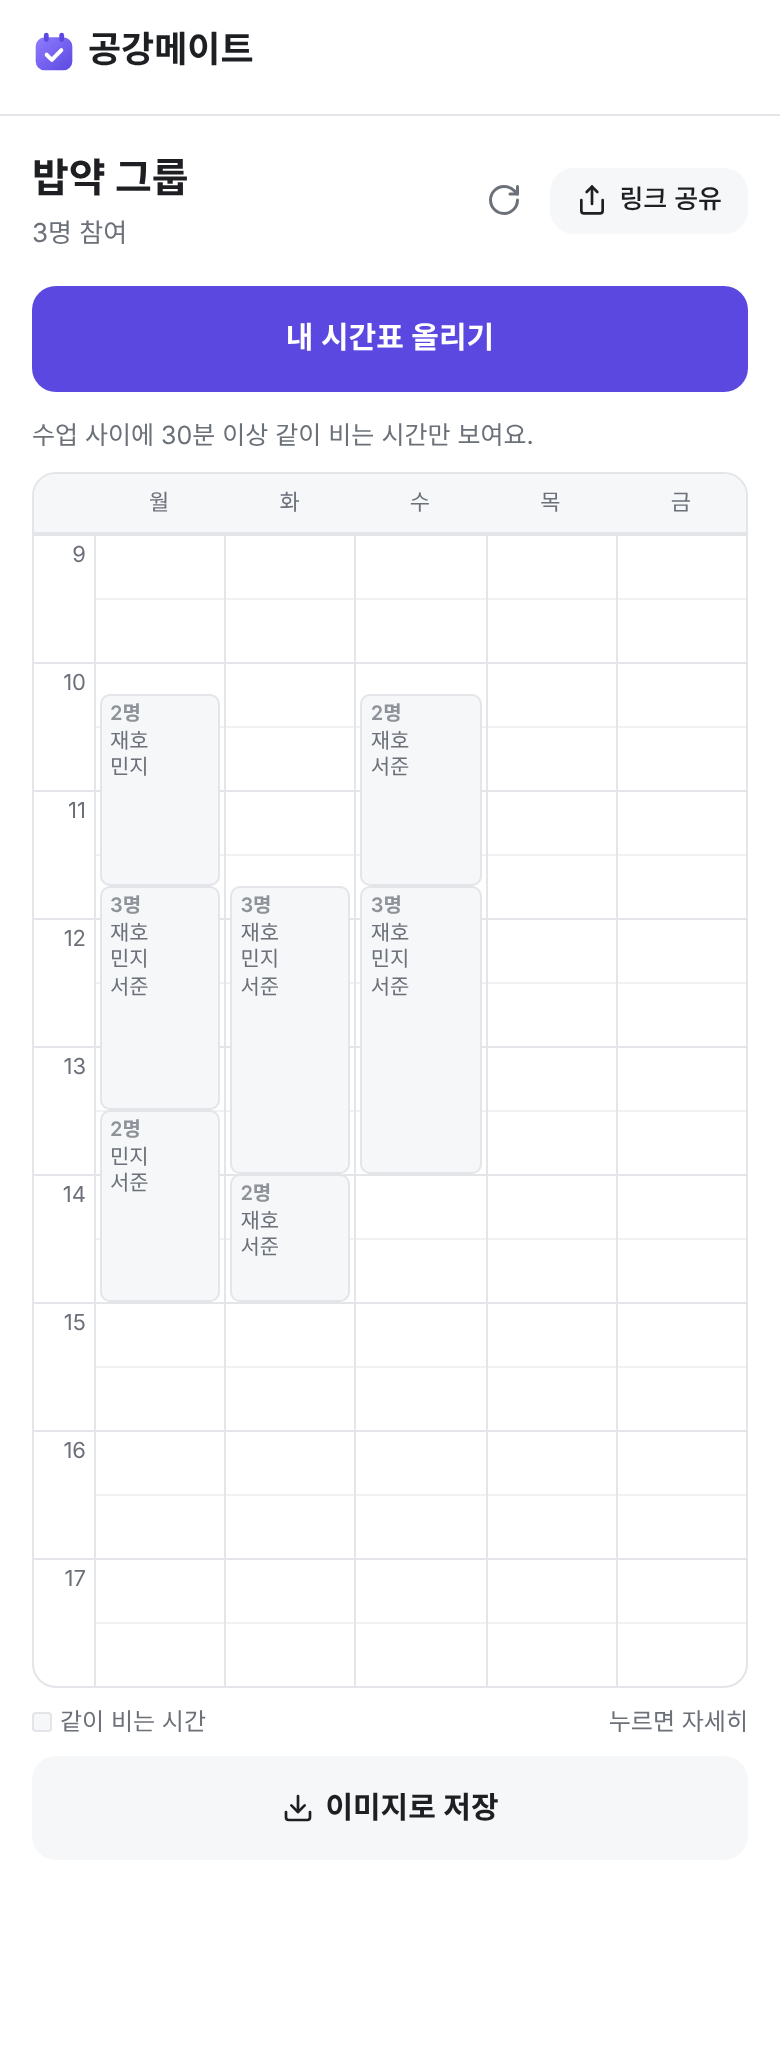 공강메이트
밥약 그룹
3명 참여
링크 공유
내 시간표 올리기
수업 사이에 30분 이상 같이 비는 시간만 보여요.
월 화 수 목 금
9
10
2명
재호
민지
2명
재호
서준
11
3명
재호
민지
서준
3명
재호
민지
서준
3명
재호
민지
서준
12
13
2명
민지
서준
14
2명
재호
서준
15
16
17
같이 비는 시간
누르면 자세히
이미지로 저장